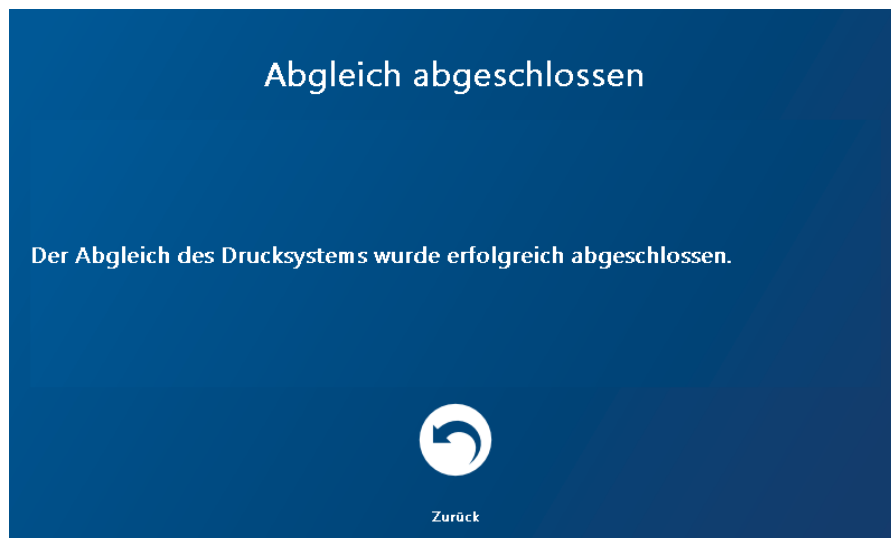 Abgleich abgeschlossen
Der Abgleich des Drucksystems wurde erfolgreich abgeschlossen.
Zurück